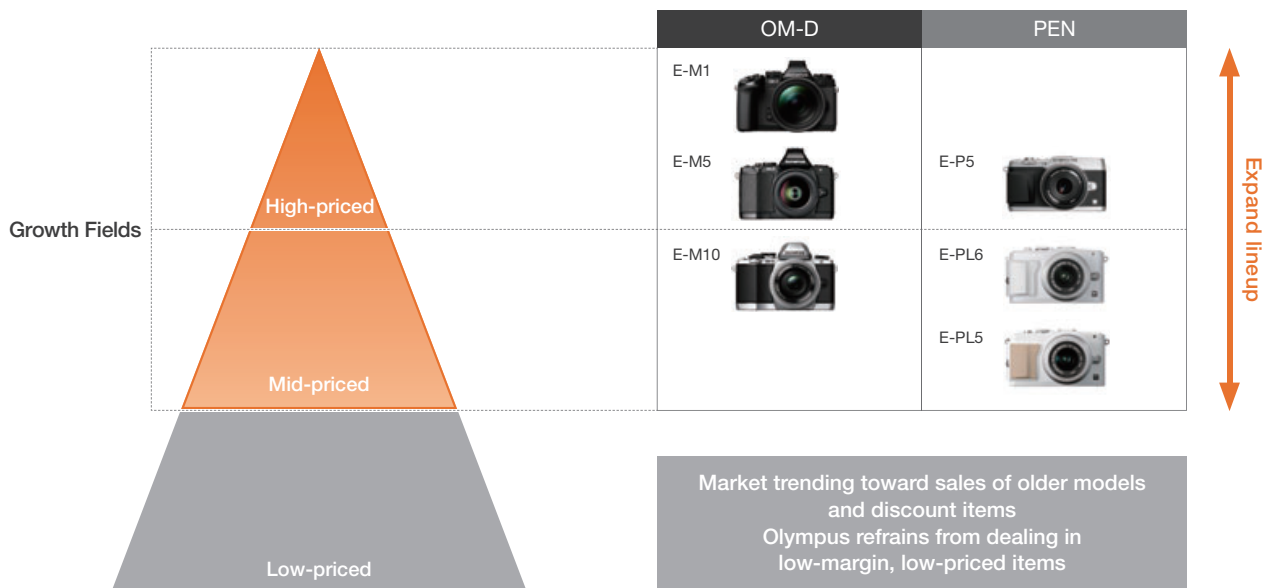 OM-D
PEN
E-M1
E-M5
E-P5
High-priced
Growth Fields
E-M10
E-PL6
E-PL5
Mid-priced
Expand lineup
Market trending toward sales of older models
and discount items
Olympus refrains from dealing in
low-margin, low-priced items
Low-priced